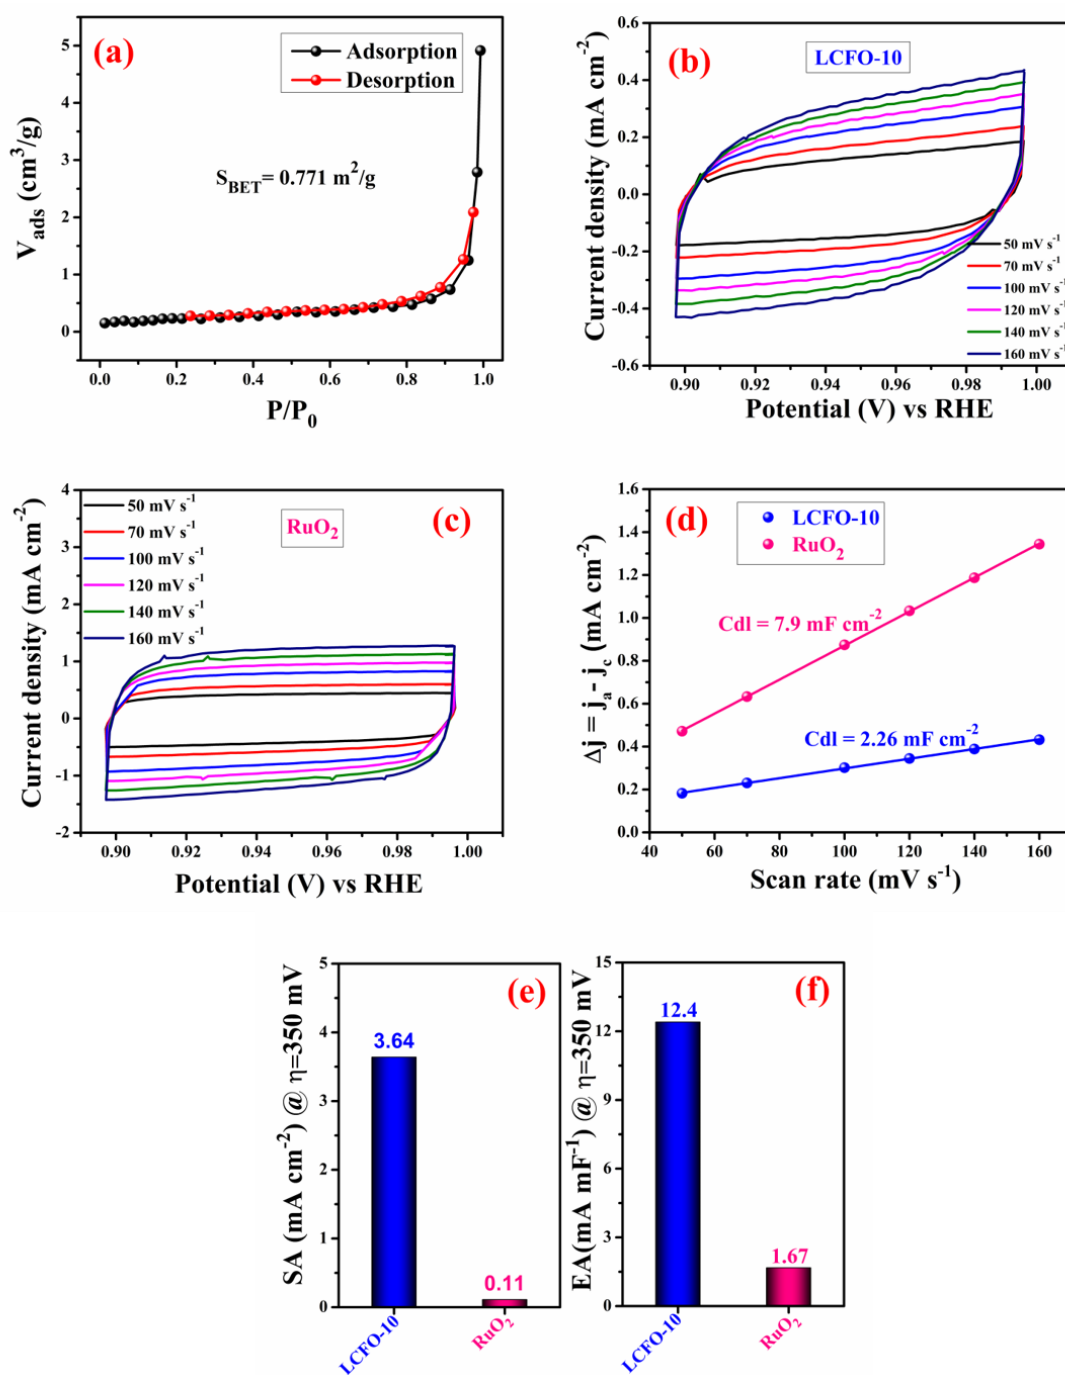 (a)
Adsorption
Desorption
S_BET= 0.771 m²/g
V_ads (cm³/g)
5
4
3
2
1
0
0.0 0.2 0.4 0.6 0.8 1.0
P/P₀
(b)
LCFO-10
Current density (mA cm⁻²)
0.6
0.4
0.2
0.0
-0.2
-0.4
-0.6
50 mV s⁻¹
70 mV s⁻¹
100 mV s⁻¹
120 mV s⁻¹
140 mV s⁻¹
160 mV s⁻¹
0.90 0.92 0.94 0.96 0.98 1.00
Potential (V) vs RHE
(c)
RuO₂
50 mV s⁻¹
70 mV s⁻¹
100 mV s⁻¹
120 mV s⁻¹
140 mV s⁻¹
160 mV s⁻¹
Current density (mA cm⁻²)
4
3
2
1
0
-1
-2
0.90 0.92 0.94 0.96 0.98 1.00
Potential (V) vs RHE
(d)
LCFO-10
RuO₂
Cdl = 7.9 mF cm⁻²
Cdl = 2.26 mF cm⁻²
Δj = j_a - j_c (mA cm⁻²)
1.6
1.4
1.2
1.0
0.8
0.6
0.4
0.2
0.0
40 60 80 100 120 140 160
Scan rate (mV s⁻¹)
(e)
SA (mA cm⁻²) @ η=350 mV
5
4
3
2
1
0
3.64
0.11
LCFO-10
RuO₂
(f)
EA(mA mF⁻¹) @ η=350 mV
15
12
9
6
3
0
12.4
1.67
LCFO-10
RuO₂